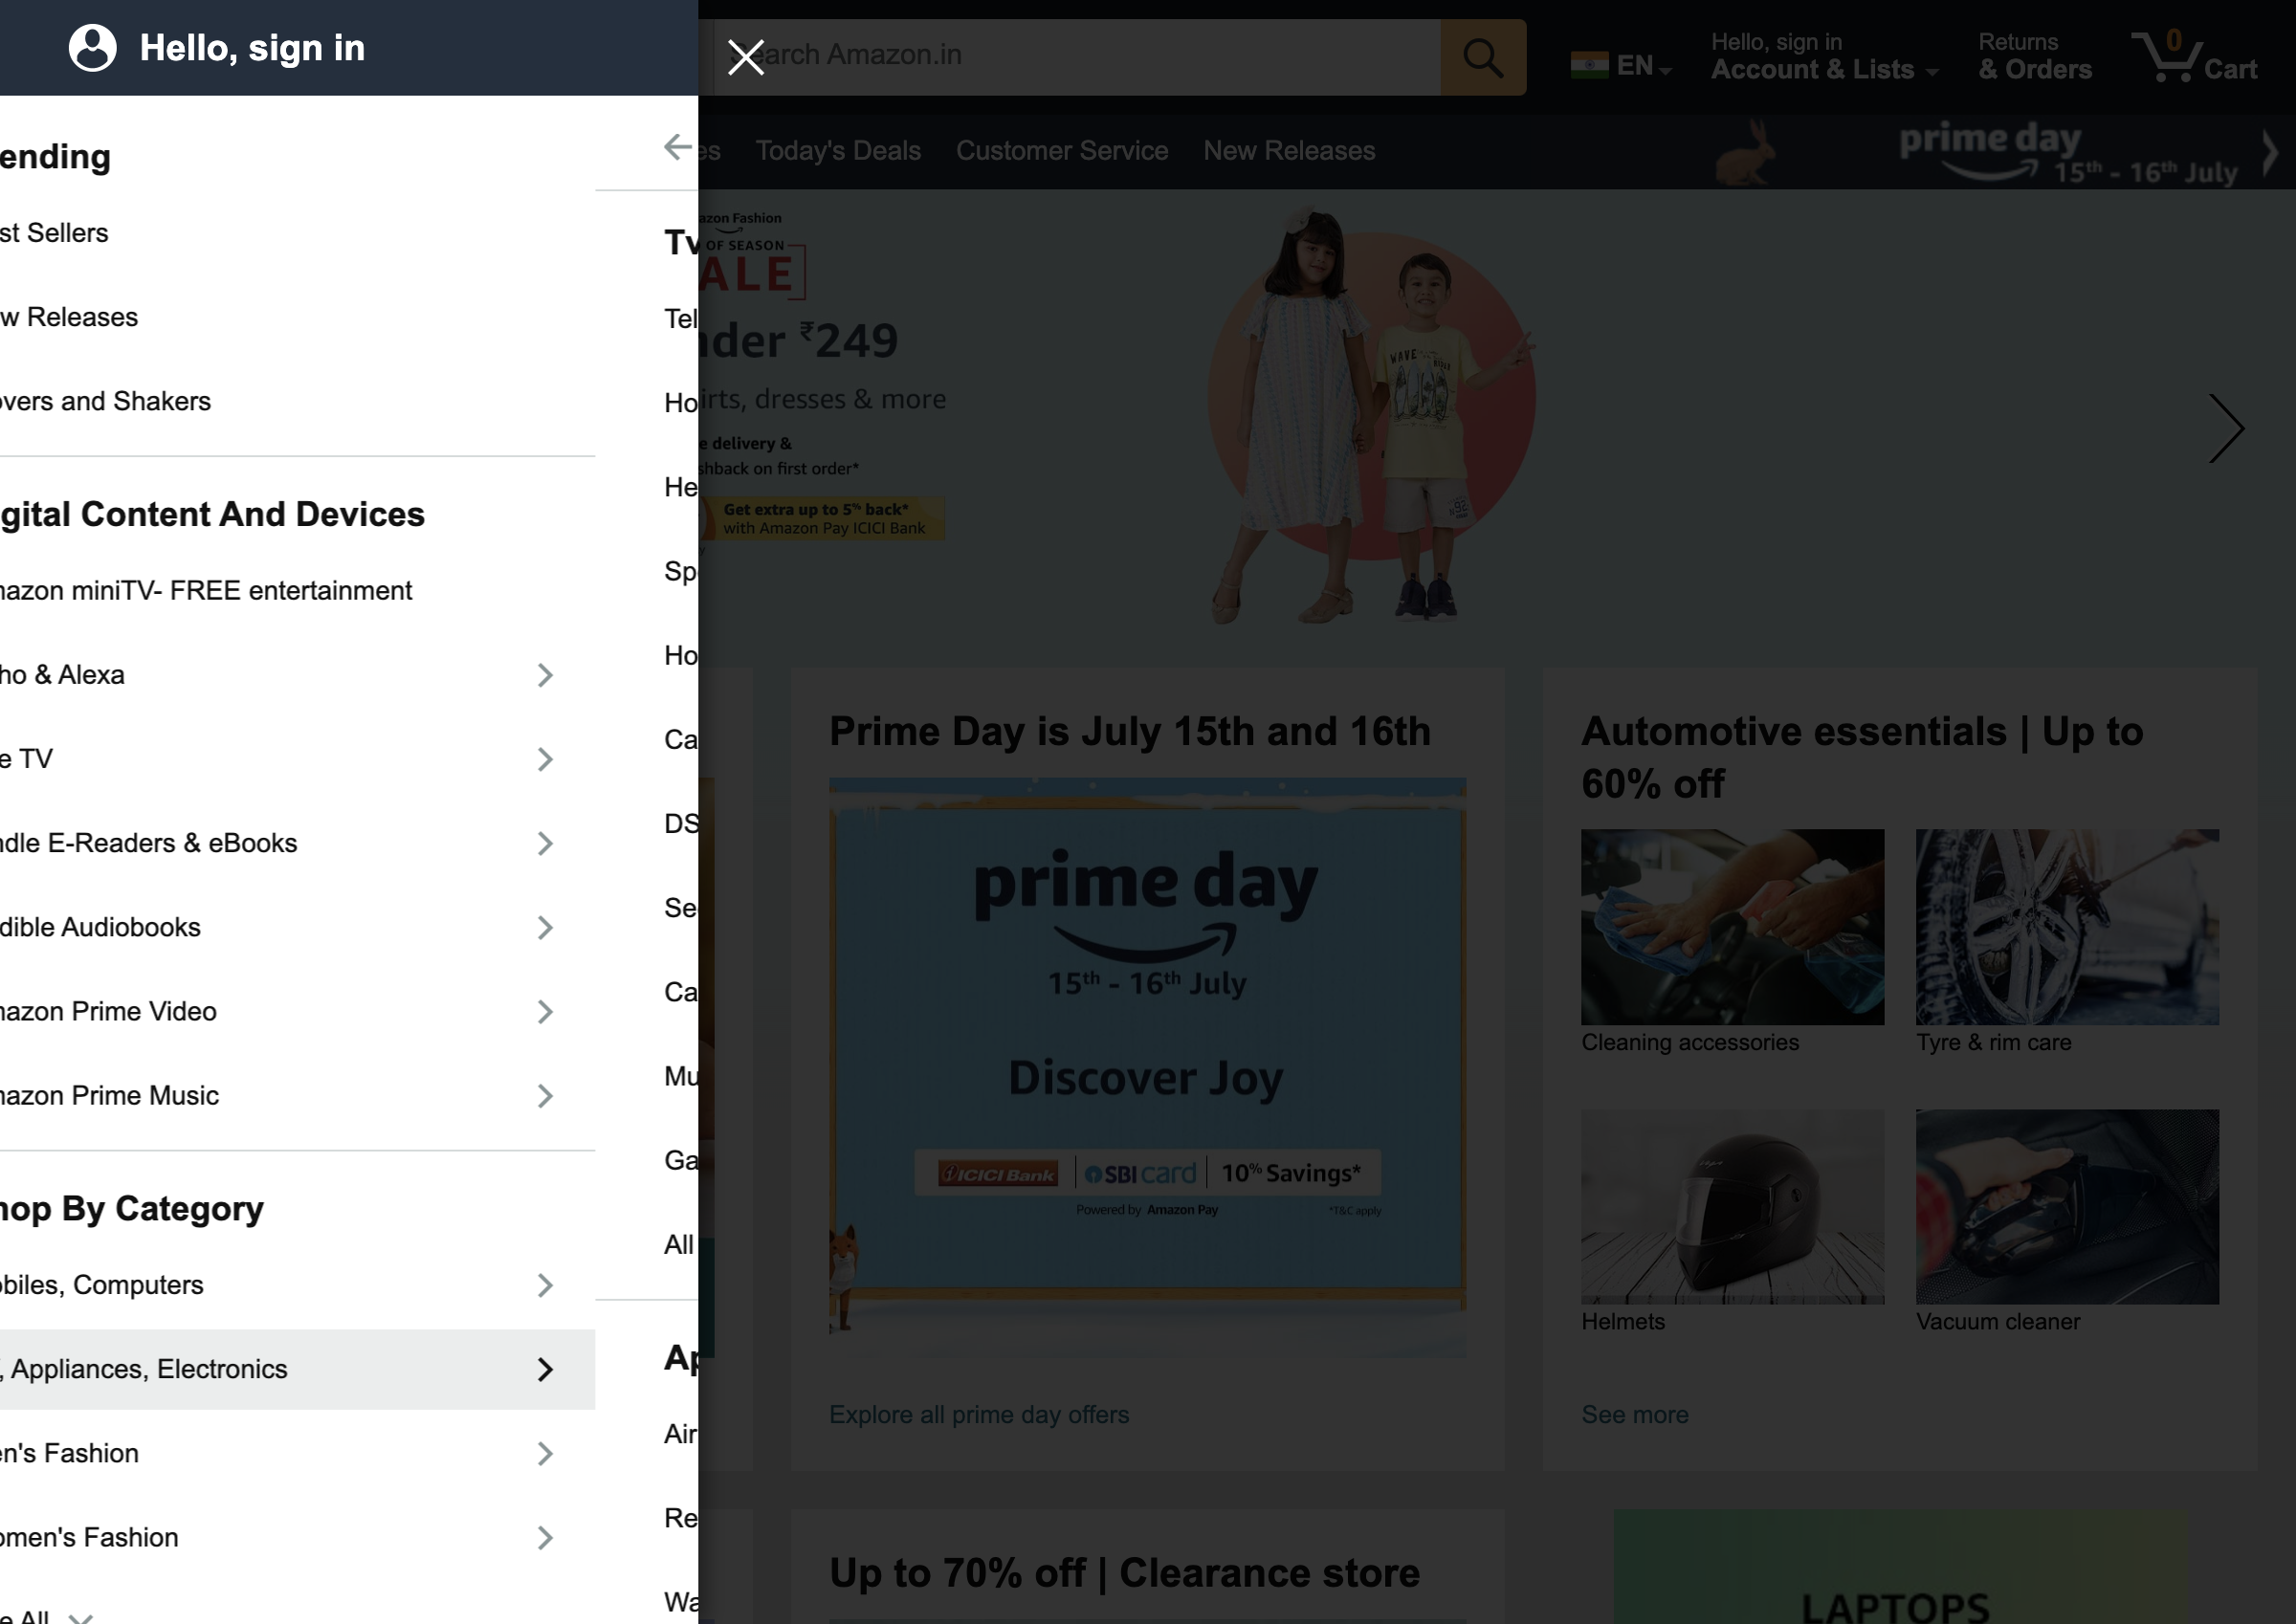 Hello, sign in
ending
st Sellers
w Releases
overs and Shakers
gital Content And Devices
nazon miniTV- FREE entertainment
ho & Alexa
e TV
ndle E-Readers & eBooks
dible Audiobooks
nazon Prime Video
nazon Prime Music
hop By Category
obiles, Computers
, Appliances, Electronics
en's Fashion
omen's Fashion
e All
Tv
Tel
Ho
He
Sp
Ho
Ca
DS
Se
Ca
Mu
Ga
All
Ap
Air
Re
Wa
earch Amazon.in
EN
Hello, sign in
Account & Lists
Returns
& Orders
0
Cart
es
Today's Deals
Customer Service
New Releases
prime day
15th - 16th July
azon Fashion
OF SEASON
ALE
nder ₹249
irts, dresses & more
e delivery &
shback on first order*
Get extra up to 5% back*
with Amazon Pay ICICI Bank
y
WAVE
92
Prime Day is July 15th and 16th
prime day
15th - 16th July
Discover Joy
ICICI Bank
SBI card
10% Savings*
Powered by Amazon Pay
*T&C apply
Explore all prime day offers
Automotive essentials | Up to
60% off
Cleaning accessories
Tyre & rim care
Helmets
Vacuum cleaner
See more
Up to 70% off | Clearance store
LAPTOPS